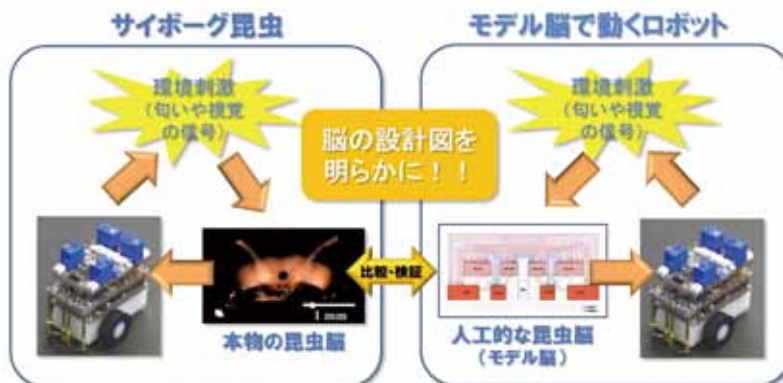 サイボーグ昆虫
モデル脳で動くロボット
環境刺激
(匂いや視覚
の信号)
環境刺激
(匂いや視覚
の信号)
脳の設計図を
明らかに!!
比較・検証
1 mm
本物の昆虫脳
人工的な昆虫脳
(モデル脳)